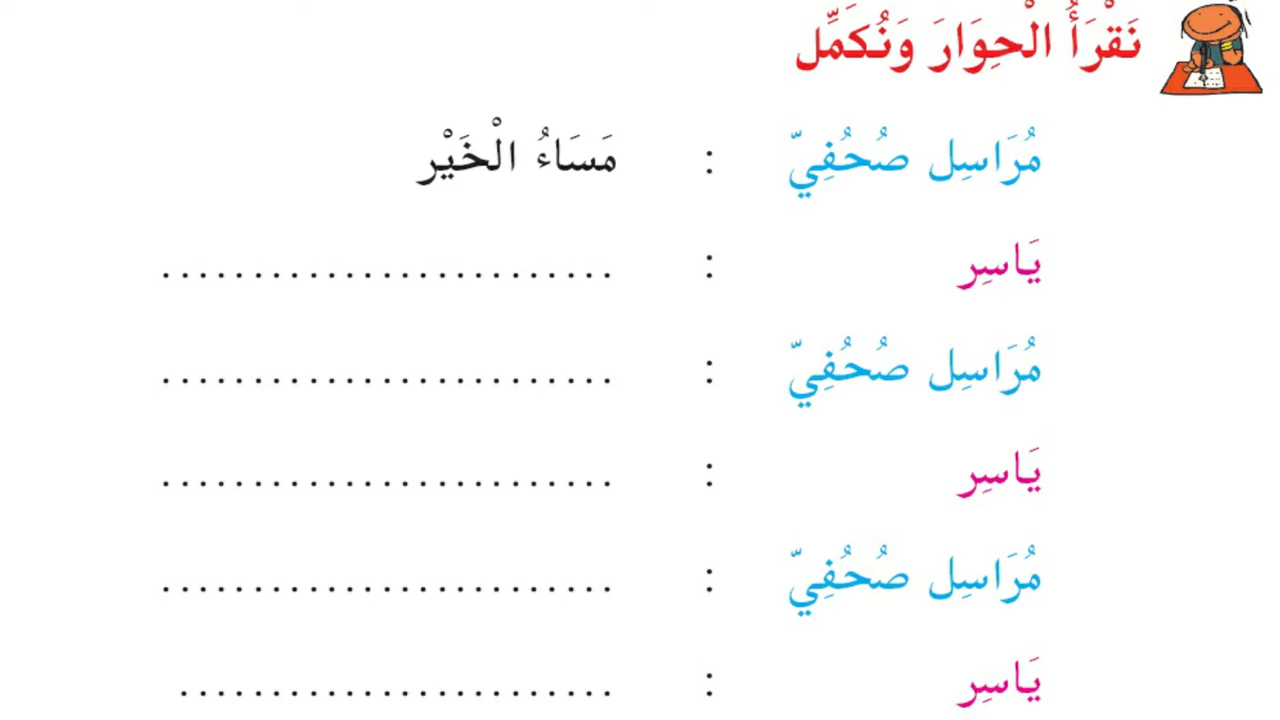 نَقْرَأُ الْحِوَارَ وَنُكَمِّل
مُرَاسِل صُحُفِيّ : مَسَاءُ الْخَيْر
يَاسِر : .........................
مُرَاسِل صُحُفِيّ : .........................
يَاسِر : .........................
مُرَاسِل صُحُفِيّ : .........................
يَاسِر : ........................